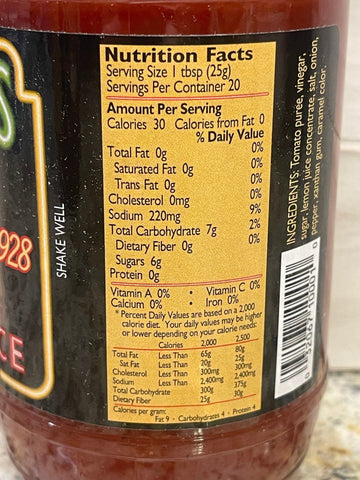 S
1928
CE
SHAKE WELL
Nutrition Facts
Serving Size 1 tbsp (25g)
Servings Per Container 20
Amount Per Serving
Calories 30 Calories from Fat 0
% Daily Value
Total Fat 0g 0%
Saturated Fat 0g 0%
Trans Fat 0g 0%
Cholesterol 0mg 0%
Sodium 220mg 9%
Total Carbohydrate 7g 2%
Dietary Fiber 0g 0%
Sugars 6g
Protein 0g
Vitamin A 0% · Vitamin C 0%
Calcium 0% · Iron 0%
* Percent Daily Values are based on a 2,000
calorie diet. Your daily values may be higher
or lower depending on your calorie needs:
Calories 2,000 2,500
Total Fat Less Than 65g 80g
Sat Fat Less Than 20g 25g
Cholesterol Less Than 300mg 300mg
Sodium Less Than 2,400mg 2,400mg
Total Carbohydrate 300g 375g
Dietary Fiber 25g 30g
Calories per gram:
Fat 9 · Carbohydrates 4 · Protein 4
INGREDIENTS: Tomato purée, vinegar,
sugar, lemon juice concentrate, salt, onion,
pepper, xanthan gum, caramel color.